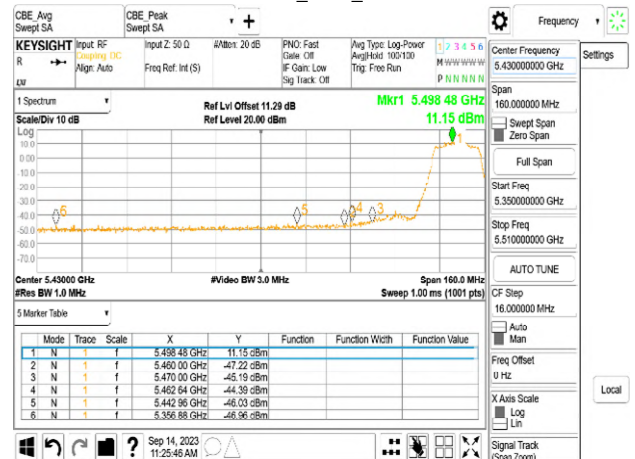 CBE_Avg
Swept SA
CBE_Peak
Swept SA
Frequency
KEYSIGHT
R
Input: RF
Coupling: DC
Align: Auto
Input Z: 50 Ω
Freq Ref: Int (S)
#Atten: 20 dB
PNO: Fast
Gate: Off
IF Gain: Low
Sig Track: Off
Avg Type: Log-Power
Avg|Hold: 100/100
Trig: Free Run
1 2 3 4 5 6
M W W W W W
P N N N N N
Settings
1 Spectrum
Scale/Div 10 dB
Ref Lvl Offset 11.29 dB
Ref Level 20.00 dBm
Mkr1 5.498 48 GHz
11.15 dBm
Log
10.0
0.00
-10.0
-20.0
-30.0
-40.0
-50.0
-60.0
-70.0
1
6
5
4
3
Center 5.43000 GHz
#Res BW 1.0 MHz
#Video BW 3.0 MHz
Span 160.0 MHz
Sweep 1.00 ms (1001 pts)
5 Marker Table
Mode Trace Scale X Y Function Function Width Function Value
1 N 1 f 5.498 48 GHz 11.15 dBm
2 N 1 f 5.460 00 GHz -47.22 dBm
3 N 1 f 5.470 00 GHz -45.19 dBm
4 N 1 f 5.462 64 GHz -44.39 dBm
5 N 1 f 5.442 96 GHz -46.03 dBm
6 N 1 f 5.356 88 GHz -46.96 dBm
Center Frequency
5.430000000 GHz
Span
160.000000 MHz
Swept Span
Zero Span
Full Span
Start Freq
5.350000000 GHz
Stop Freq
5.510000000 GHz
AUTO TUNE
CF Step
16.000000 MHz
Auto
Man
Freq Offset
0 Hz
X Axis Scale
Log
Lin
Signal Track
(Span Zoom)
Local
?
Sep 14, 2023
11:25:46 AM